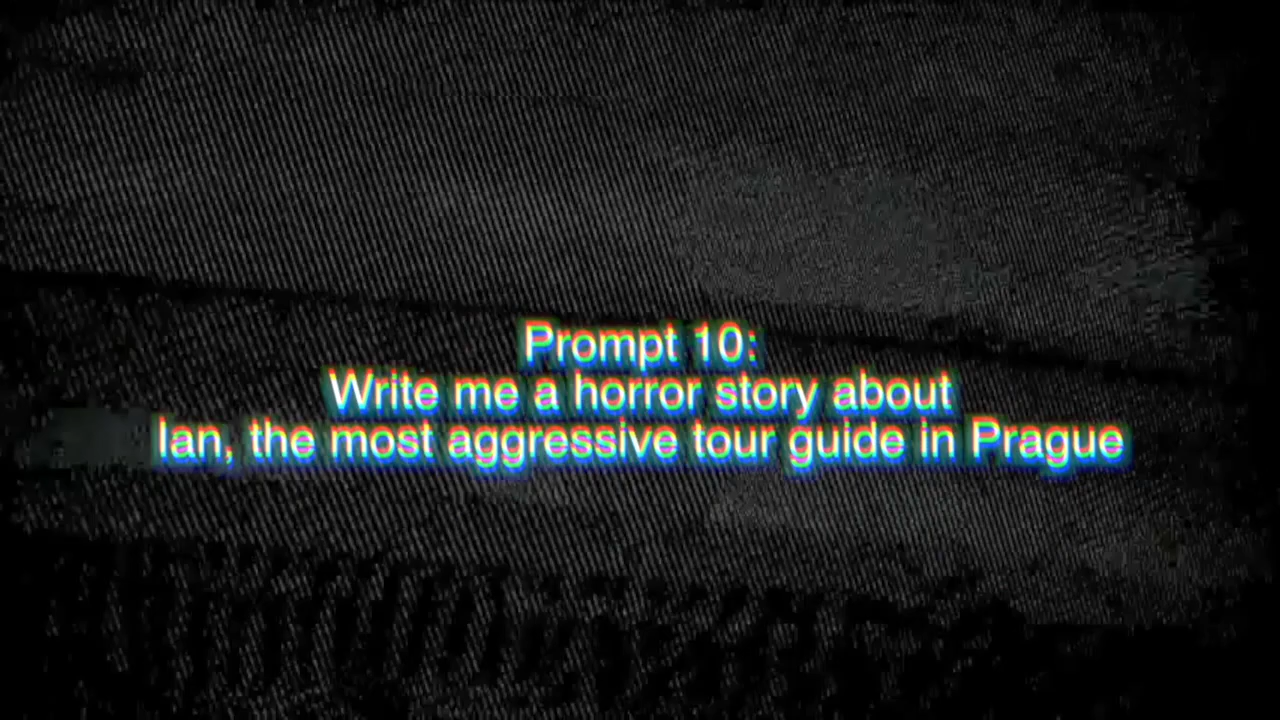 Prompt 10:
Write me a horror story about
Ian, the most aggressive tour guide in Prague